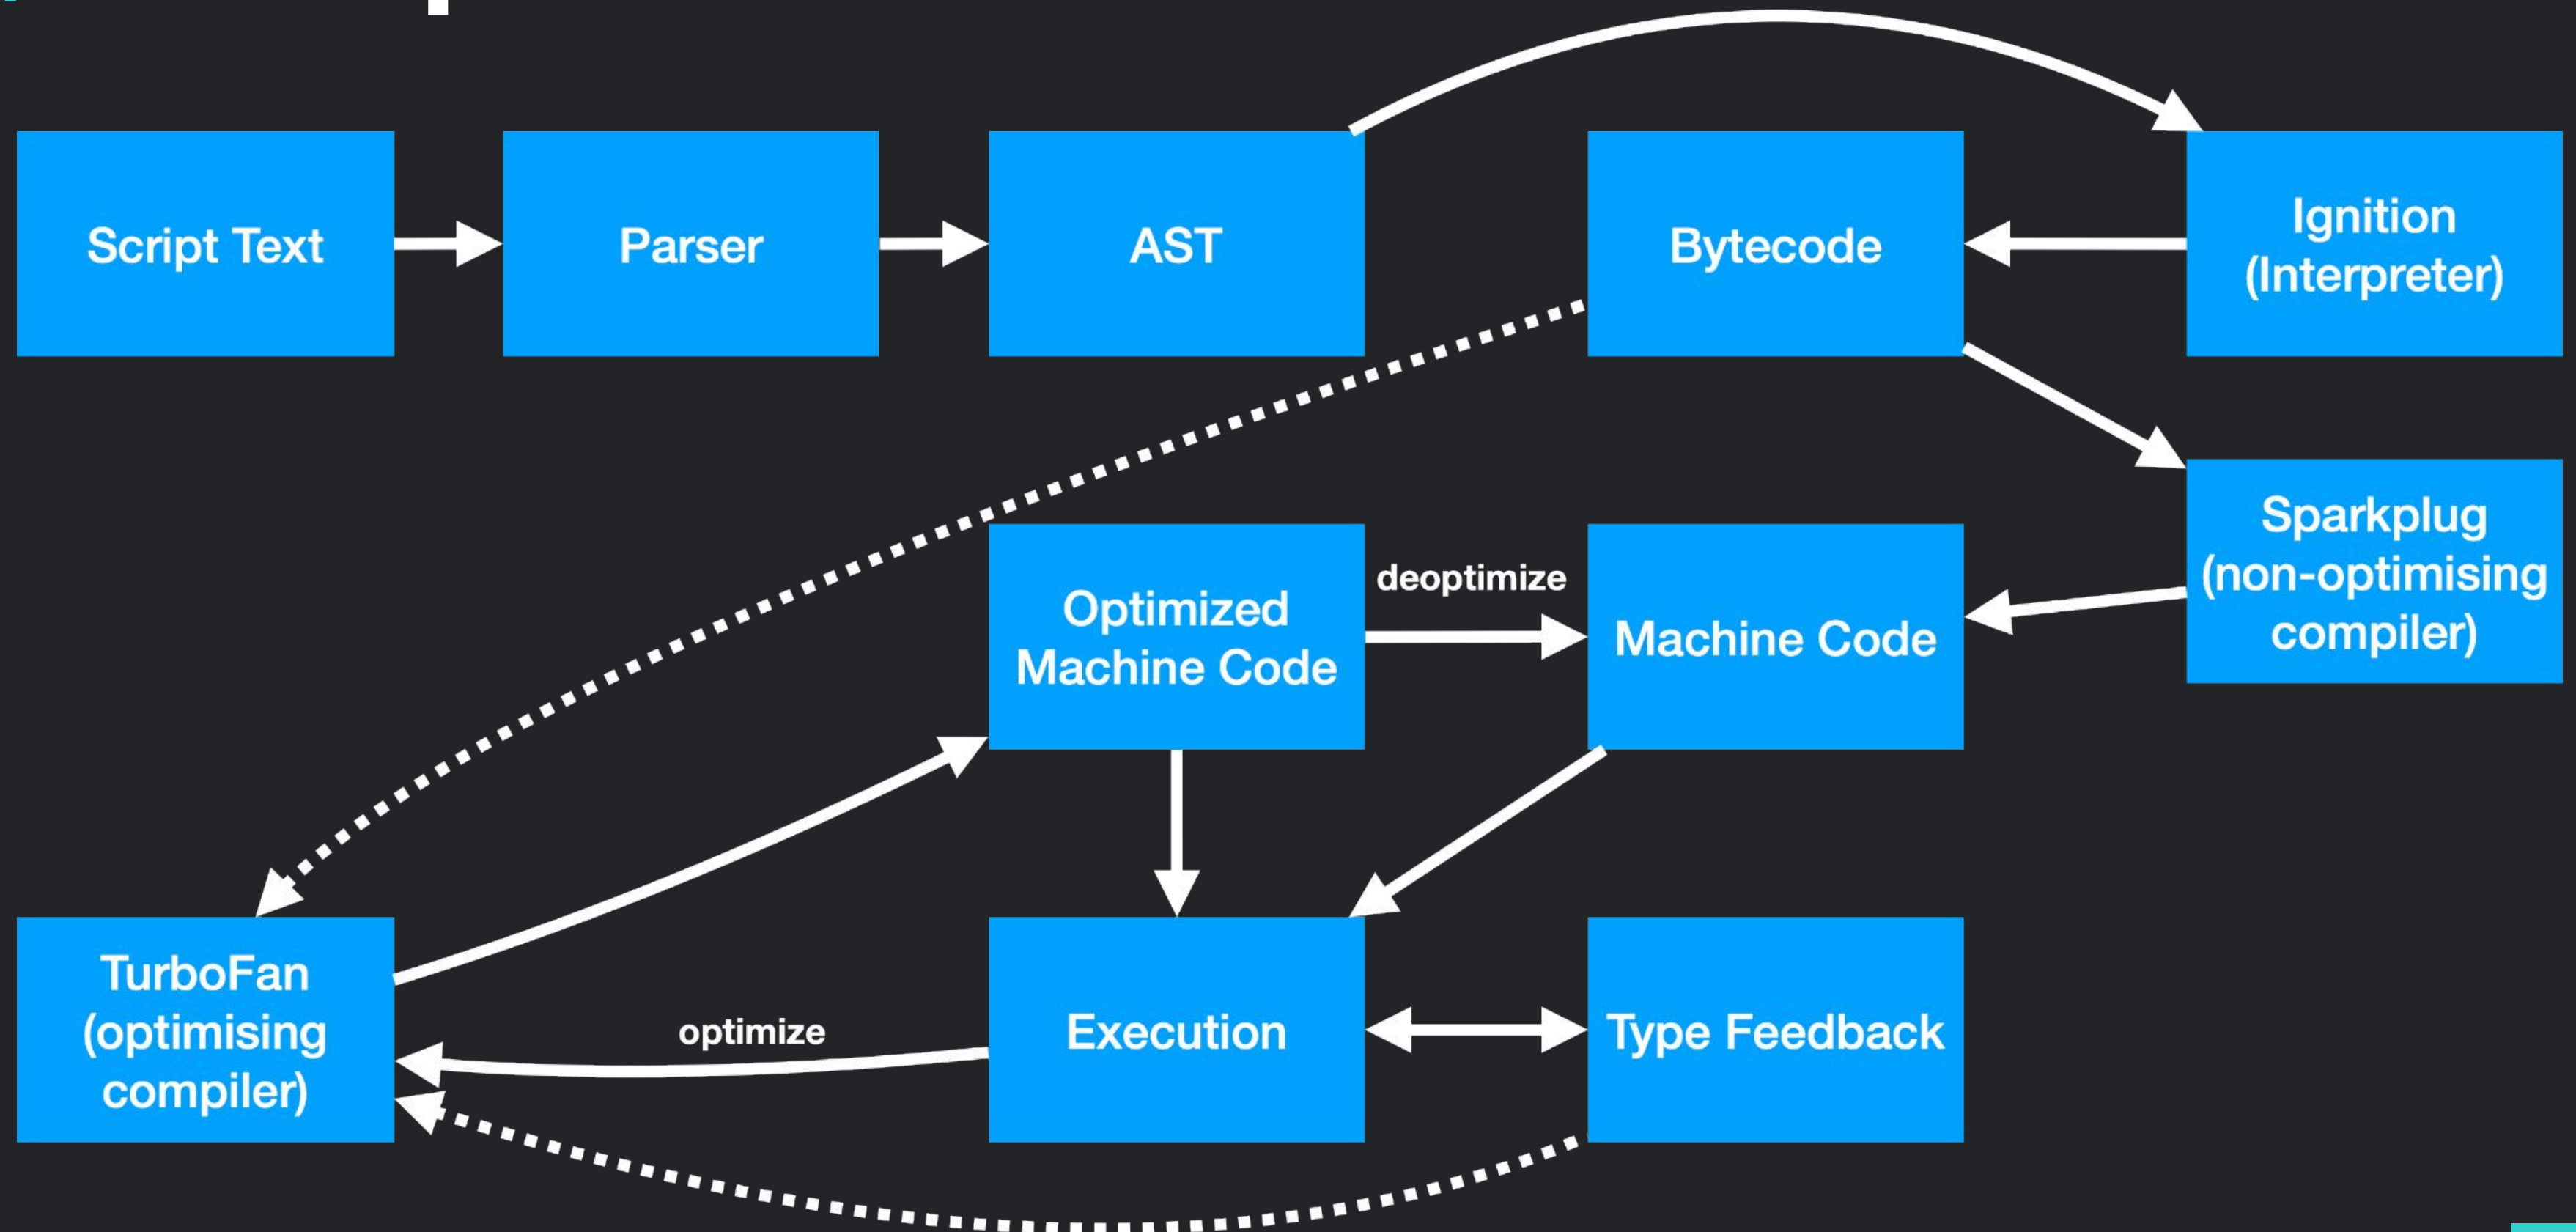 Script Text
Parser
AST
Bytecode
Ignition
(Interpreter)
Optimized
Machine Code
deoptimize
Machine Code
Sparkplug
(non-optimising
compiler)
TurboFan
(optimising
compiler)
optimize
Execution
Type Feedback